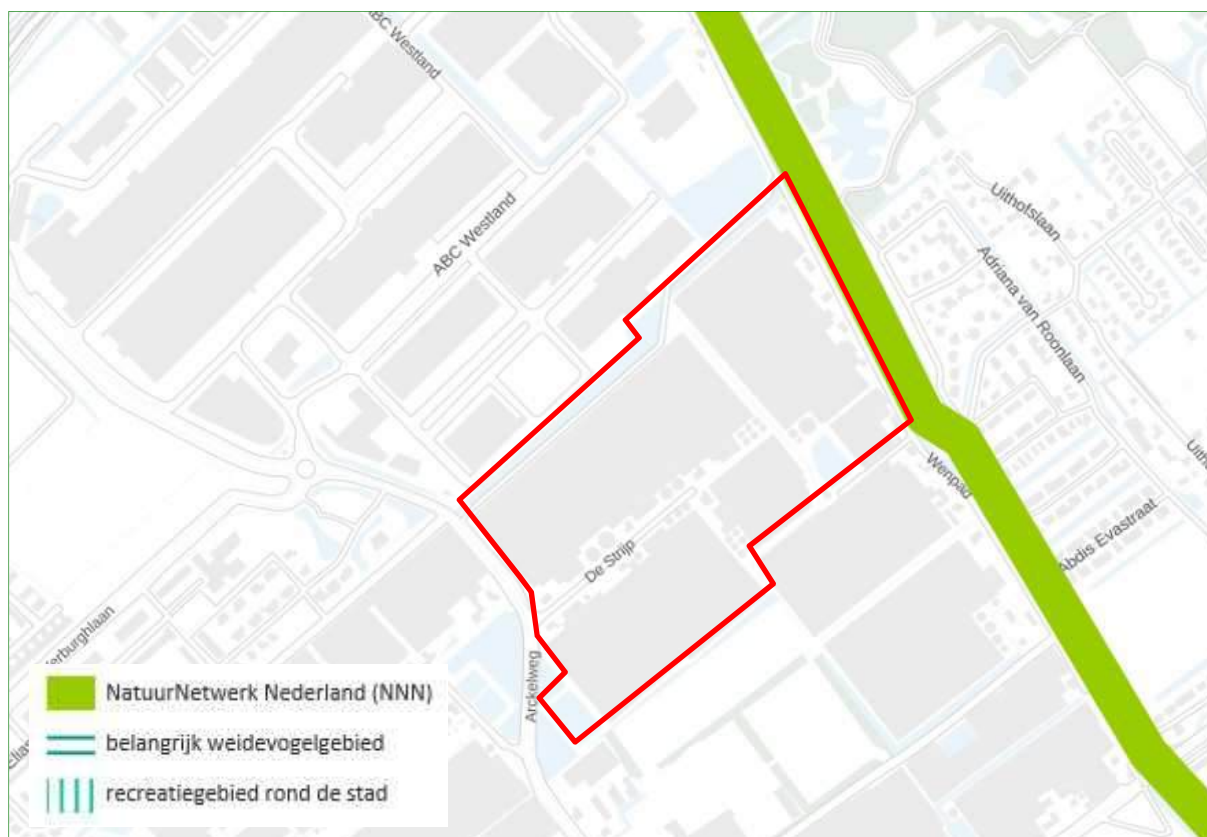 ABC Westland
ABC Westland
Uithofslaan
Adriana van Roonlaan
Wenpad
Abdis Evastraat
De Strijp
Arckelweg
NatuurNetwerk Nederland (NNN)
belangrijk weidevogelgebied
recreatiegebied rond de stad